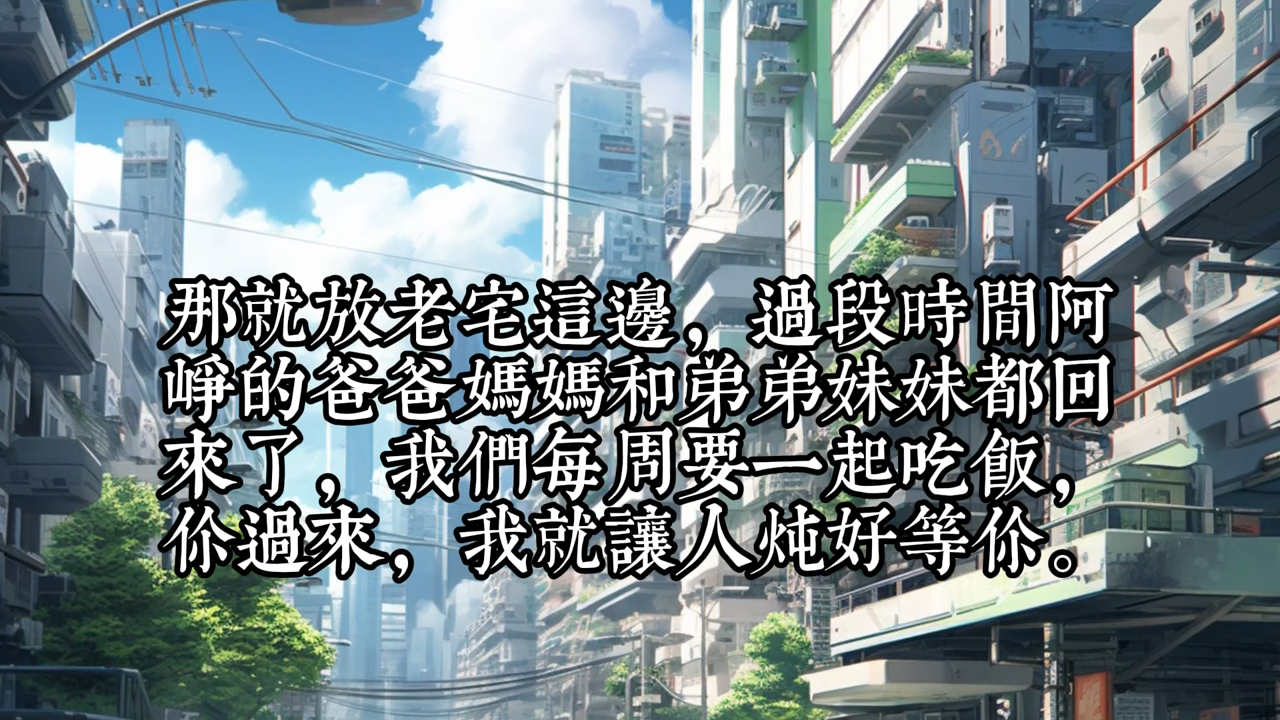 那就放老宅這邊，過段時間阿
崢的爸爸媽媽和弟弟妹妹都回
來了，我們每周要一起吃飯，
你過來，我就讓人炖好等你。